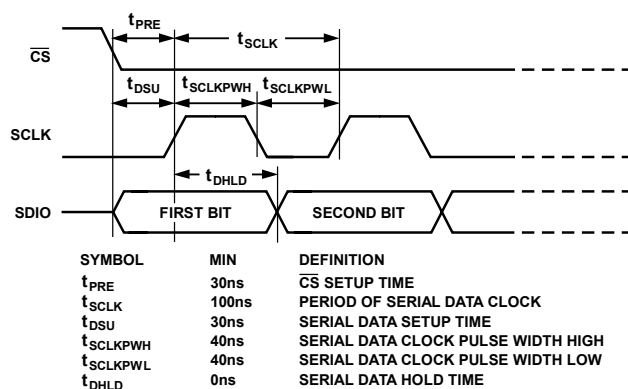 tPRE
tSCLK
CS
tDSU
tSCLKPWH
tSCLKPWL
SCLK
tDHLD
SDIO
FIRST BIT
SECOND BIT
SYMBOL MIN DEFINITION
tPRE 30ns CS SETUP TIME
tSCLK 100ns PERIOD OF SERIAL DATA CLOCK
tDSU 30ns SERIAL DATA SETUP TIME
tSCLKPWH 40ns SERIAL DATA CLOCK PULSE WIDTH HIGH
tSCLKPWL 40ns SERIAL DATA CLOCK PULSE WIDTH LOW
tDHLD 0ns SERIAL DATA HOLD TIME